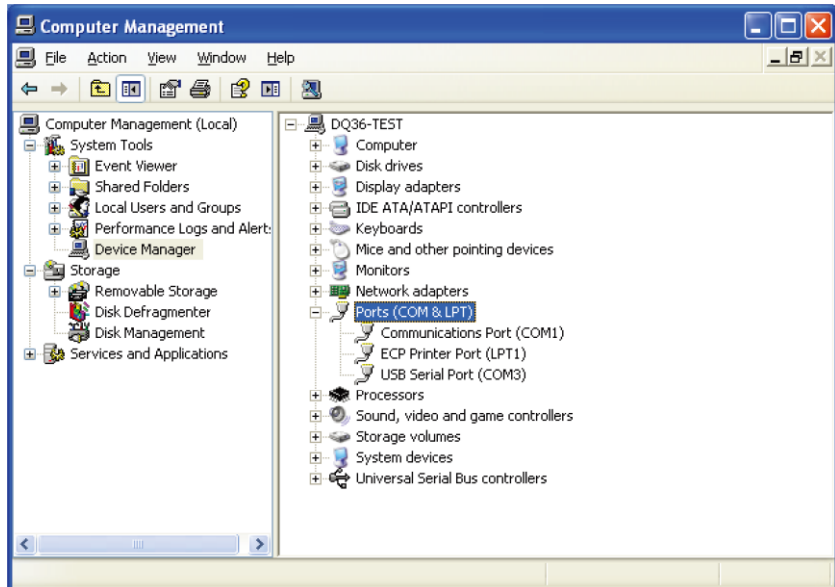 Computer Management
File Action View Window Help
Computer Management (Local)
System Tools
Event Viewer
Shared Folders
Local Users and Groups
Performance Logs and Alert:
Device Manager
Storage
Removable Storage
Disk Defragmenter
Disk Management
Services and Applications
DQ36-TEST
Computer
Disk drives
Display adapters
IDE ATA/ATAPI controllers
Keyboards
Mice and other pointing devices
Monitors
Network adapters
Ports (COM & LPT)
Communications Port (COM1)
ECP Printer Port (LPT1)
USB Serial Port (COM3)
Processors
Sound, video and game controllers
Storage volumes
System devices
Universal Serial Bus controllers